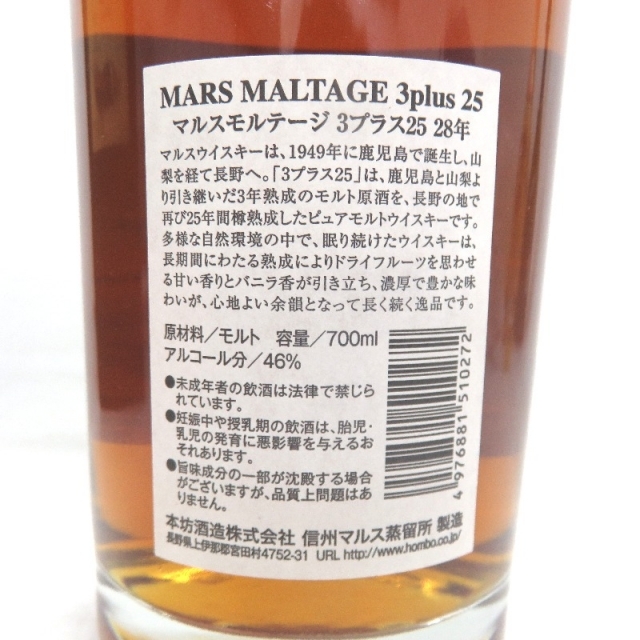 MARS MALTAGE 3plus 25
マルスモルテージ 3プラス25 28年
マルスウイスキーは、1949年に鹿児島で誕生し、山
梨を経て長野へ。「3プラス25」は、鹿児島と山梨よ
り引き継いだ3年熟成のモルト原酒を、長野の地で
再び25年間樽熟成したピュアモルトウイスキーです。
多様な自然環境の中で、眠り続けたウイスキーは、
長期間にわたる熟成によりドライフルーツを思わせ
る甘い香りとバニラ香が引き立ち、濃厚で豊かな味
わいが、心地よい余韻となって長く続く逸品です。
原材料/モルト 容量/700ml
アルコール分/46%
●未成年者の飲酒は法律で禁じら
れています。
●妊娠中や授乳期の飲酒は、胎児・
乳児の発育に悪影響を与えるお
それあります。
●旨味成分の一部が沈殿する場合
がございますが、品質上問題はあ
りません。
4 976881 510272
本坊酒造株式会社 信州マルス蒸留所 製造
長野県上伊那郡宮田村4752-31 URL http://www.hombo.co.jp/